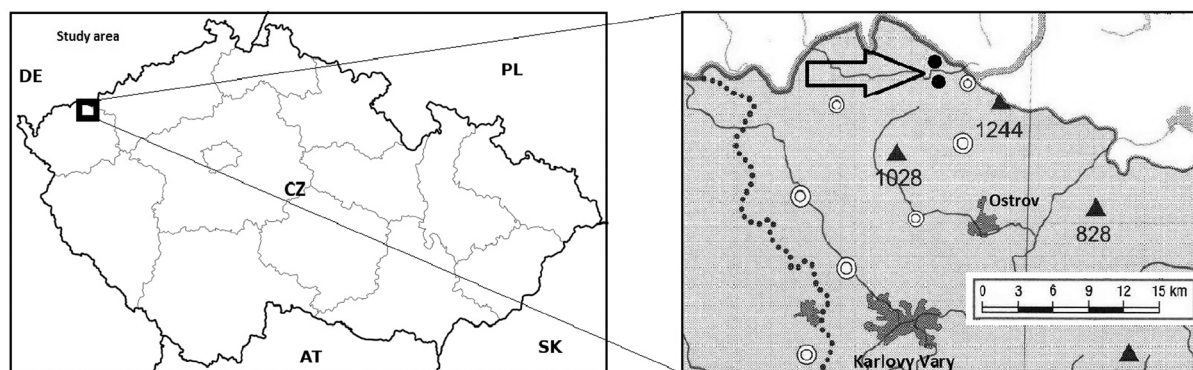 Study area
DE
PL
CZ
AT
SK
1244
1028
Ostrov
828
0 3 6 9 12 15 km
Karlovy Vary